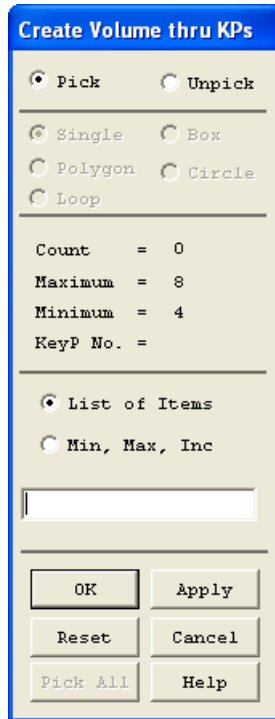 Create Volume thru KPs
Pick Unpick
Single Box
Polygon Circle
Loop
Count = 0
Maximum = 8
Minimum = 4
KeyP No. =
List of Items
Min, Max, Inc
OK Apply
Reset Cancel
Pick All Help